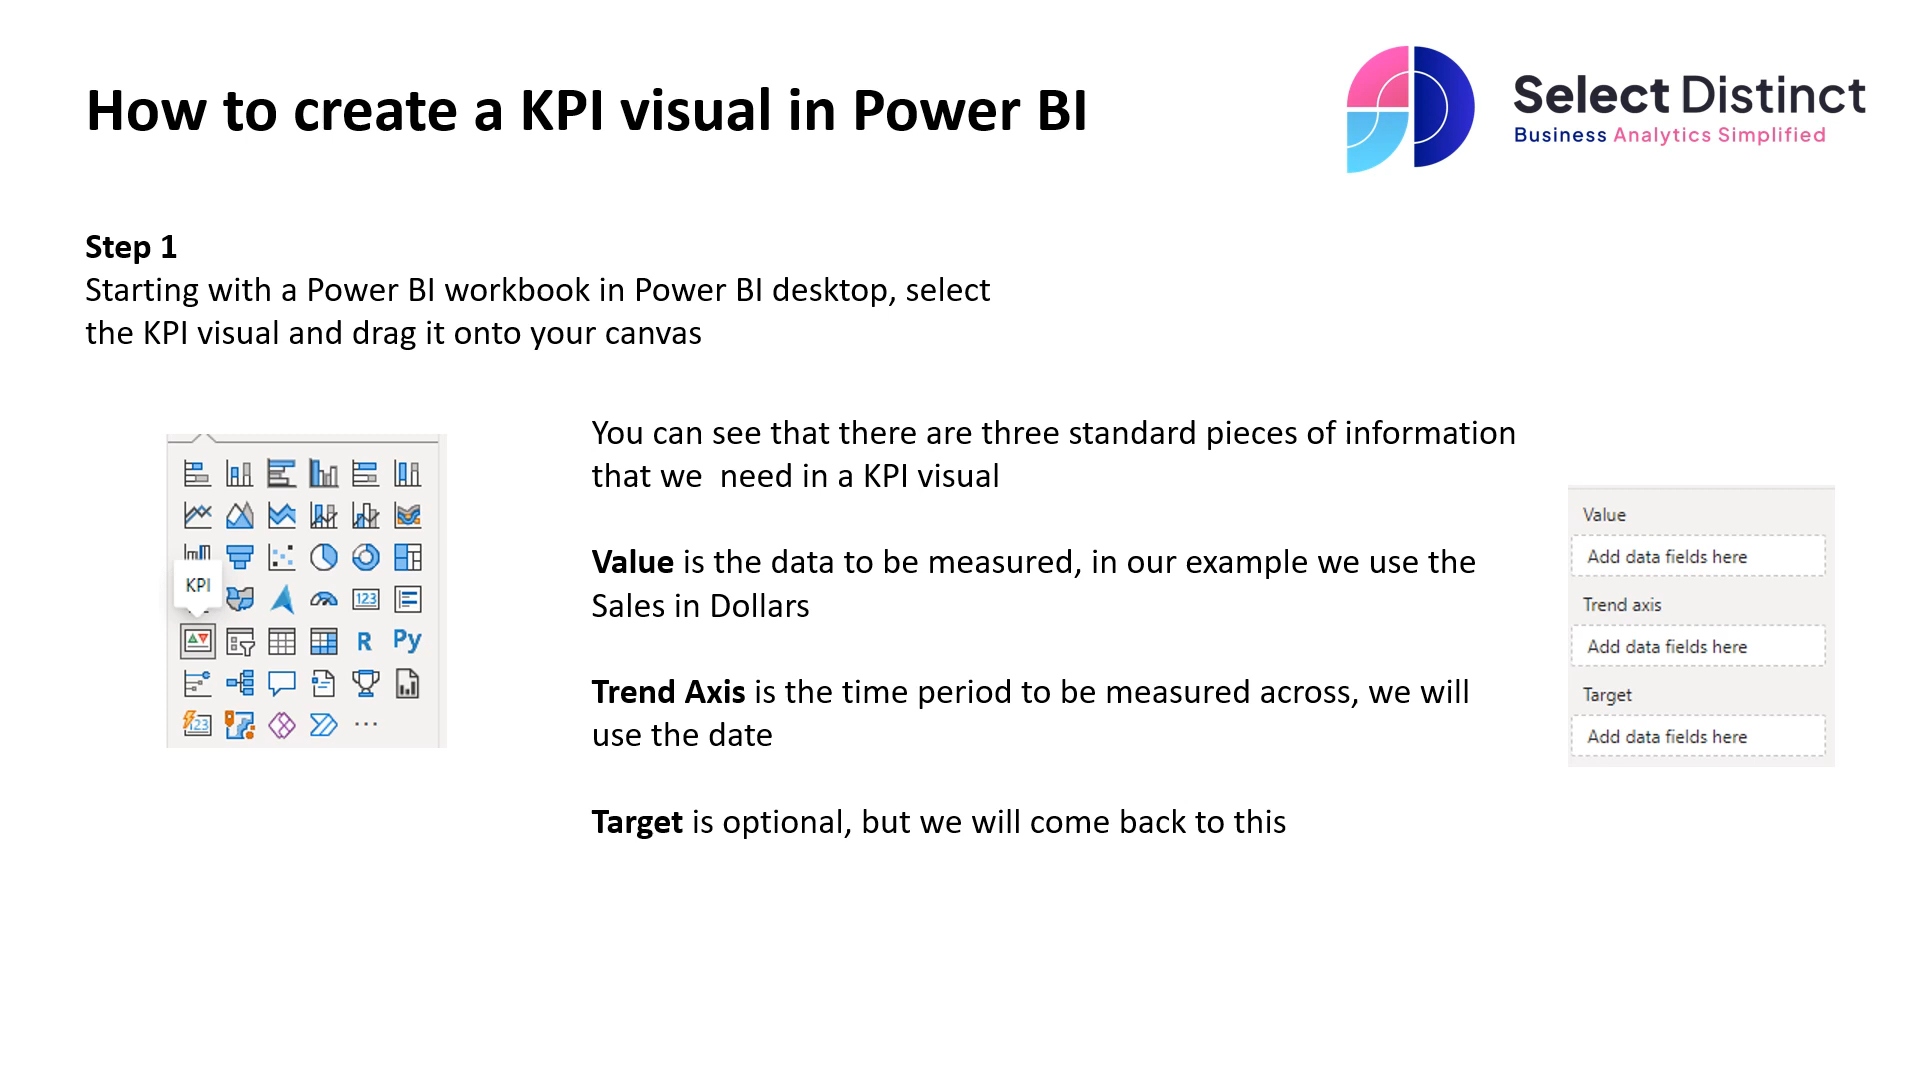 How to create a KPI visual in Power BI
Select Distinct
Business Analytics Simplified
Step 1
Starting with a Power BI workbook in Power BI desktop, select
the KPI visual and drag it onto your canvas
KPI
123
R Py
123
You can see that there are three standard pieces of information
that we  need in a KPI visual
Value is the data to be measured, in our example we use the
Sales in Dollars
Trend Axis is the time period to be measured across, we will
use the date
Target is optional, but we will come back to this
Value
Add data fields here
Trend axis
Add data fields here
Target
Add data fields here